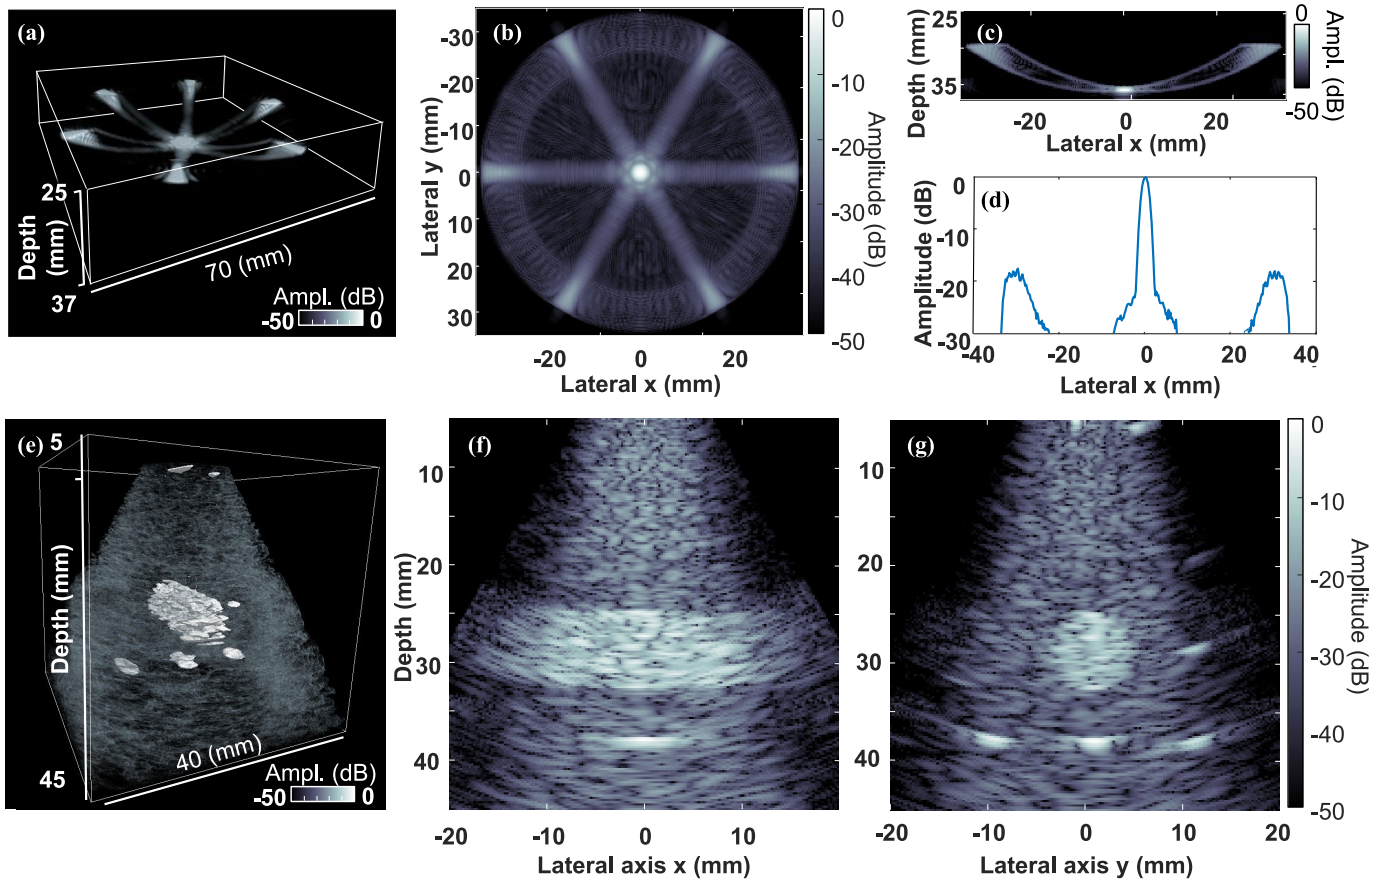 (a)
25
Depth
(mm)
37
70 (mm)
Ampl. (dB)
-50 0
(b)
-30
-20
-10
0
10
20
30
Lateral y (mm)
-20 0 20
Lateral x (mm)
0
-10
-20
-30
-40
-50
Amplitude (dB)
(c)
25
35
Depth (mm)
-20 0 20
Lateral x (mm)
0
-50
Ampl. (dB)
(d)
0
-10
-20
-30
Amplitude (dB)
-40 -20 0 20 40
Lateral x (mm)
(e)
5
Depth (mm)
45
40 (mm)
Ampl. (dB)
-50 0
(f)
10
20
30
40
Depth (mm)
-20 -10 0 10
Lateral axis x (mm)
(g)
10
20
30
40
-20 -10 0 10 20
Lateral axis y (mm)
0
-10
-20
-30
-40
-50
Amplitude (dB)